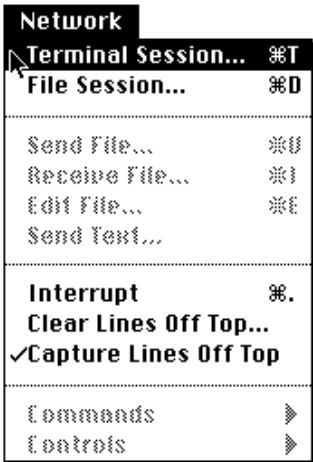 Network
Terminal Session... ⌘T
File Session... ⌘D
Send File... ⌘U
Receive File... ⌘I
Edit File... ⌘E
Send Text...
Interrupt ⌘.
Clear Lines Off Top...
✓Capture Lines Off Top
Commands ▶
Controls ▶